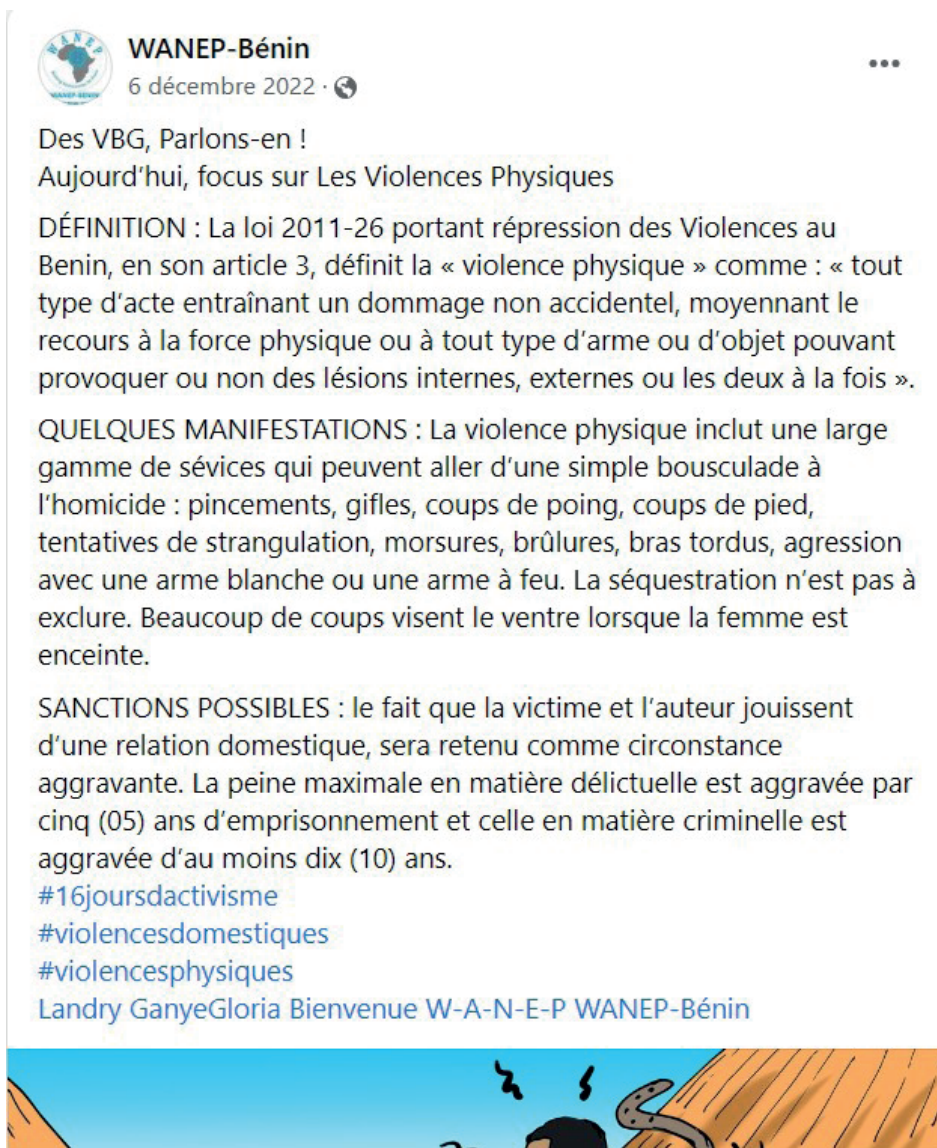 WANEP
WANEP-BENIN
WANEP-Bénin
6 décembre 2022 ·
Des VBG, Parlons-en !
Aujourd'hui, focus sur Les Violences Physiques
DÉFINITION : La loi 2011-26 portant répression des Violences au
Benin, en son article 3, définit la « violence physique » comme : « tout
type d'acte entraînant un dommage non accidentel, moyennant le
recours à la force physique ou à tout type d'arme ou d'objet pouvant
provoquer ou non des lésions internes, externes ou les deux à la fois ».
QUELQUES MANIFESTATIONS : La violence physique inclut une large
gamme de sévices qui peuvent aller d'une simple bousculade à
l'homicide : pincements, gifles, coups de poing, coups de pied,
tentatives de strangulation, morsures, brûlures, bras tordus, agression
avec une arme blanche ou une arme à feu. La séquestration n'est pas à
exclure. Beaucoup de coups visent le ventre lorsque la femme est
enceinte.
SANCTIONS POSSIBLES : le fait que la victime et l'auteur jouissent
d'une relation domestique, sera retenu comme circonstance
aggravante. La peine maximale en matière délictuelle est aggravée par
cinq (05) ans d'emprisonnement et celle en matière criminelle est
aggravée d'au moins dix (10) ans.
#16joursdactivisme
#violencesdomestiques
#violencesphysiques
Landry GanyeGloria Bienvenue W-A-N-E-P WANEP-Bénin